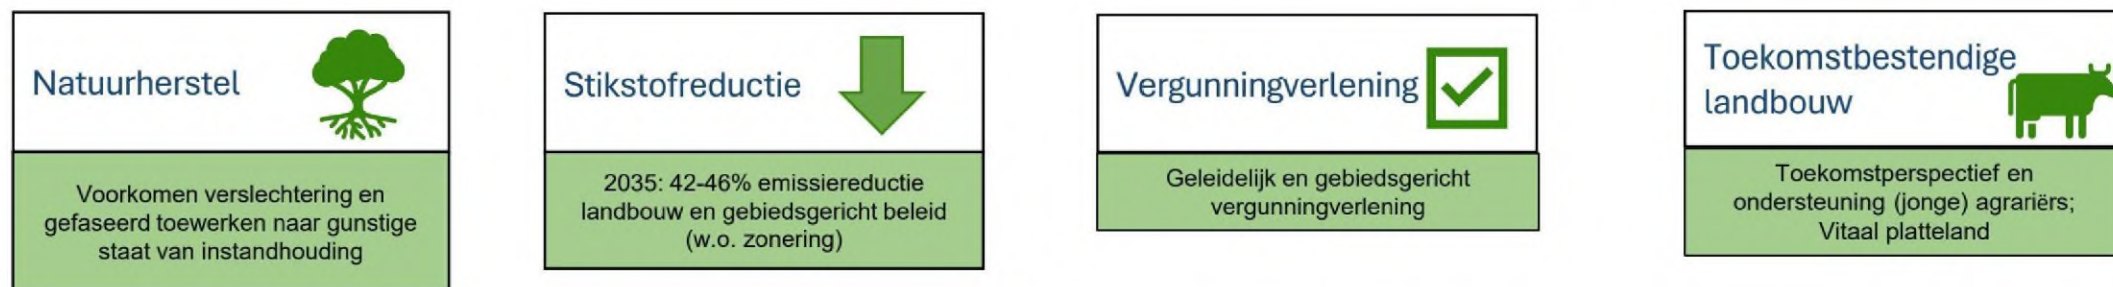 Natuurherstel
Voorkomen verslechtering en
gefaseerd toewerken naar gunstige
staat van instandhouding
Stikstofreductie
2035: 42-46% emissiereductie
landbouw en gebiedsgericht beleid
(w.o. zonering)
Vergunningverlening
Geleidelijk en gebiedsgericht
vergunningverlening
Toekomstbestendige
landbouw
Toekomstperspectief en
ondersteuning (jonge) agrariërs;
Vitaal platteland